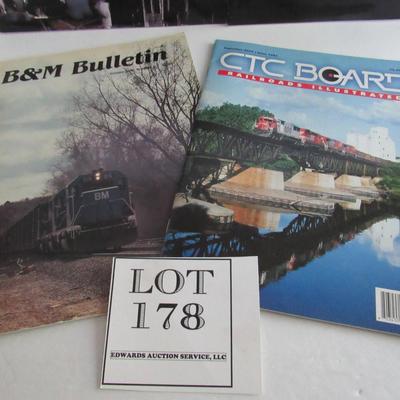 B&M Bulletin
CTC BOARD
RAILROADS ILLUSTRATED
BM
LOT
178
EDWARDS AUCTION SERVICE, LLC